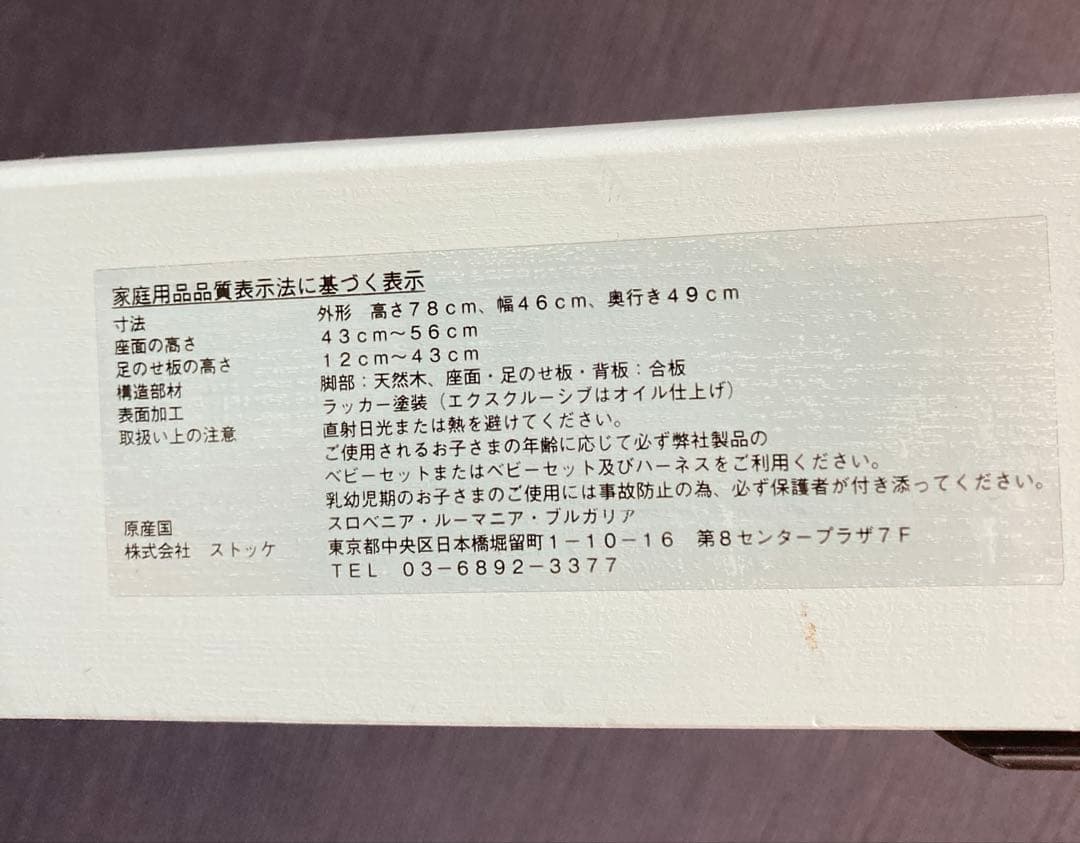 家庭用品品質表示法に基づく表示
寸法　外形　高さ７８ｃｍ、幅４６ｃｍ、奥行き４９ｃｍ
座面の高さ　４３ｃｍ～５６ｃｍ
足のせ板の高さ　１２ｃｍ～４３ｃｍ
構造部材　脚部：天然木、座面・足のせ板・背板：合板
表面加工　ラッカー塗装（エクスクルーシブはオイル仕上げ）
取扱い上の注意　直射日光または熱を避けてください。
ご使用されるお子さまの年齢に応じて必ず弊社製品の
ベビーセットまたはベビーセット及びハーネスをご利用ください。
乳幼児期のお子さまのご使用には事故防止の為、必ず保護者が付き添ってください。
原産国　スロベニア・ルーマニア・ブルガリア
株式会社　ストッケ　東京都中央区日本橋堀留町１－１０－１６　第８センタープラザ７Ｆ
ＴＥＬ　０３－６８９２－３３７７